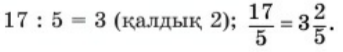 17 : 5 = 3 (қалдық 2); 17/5 = 3 2/5.